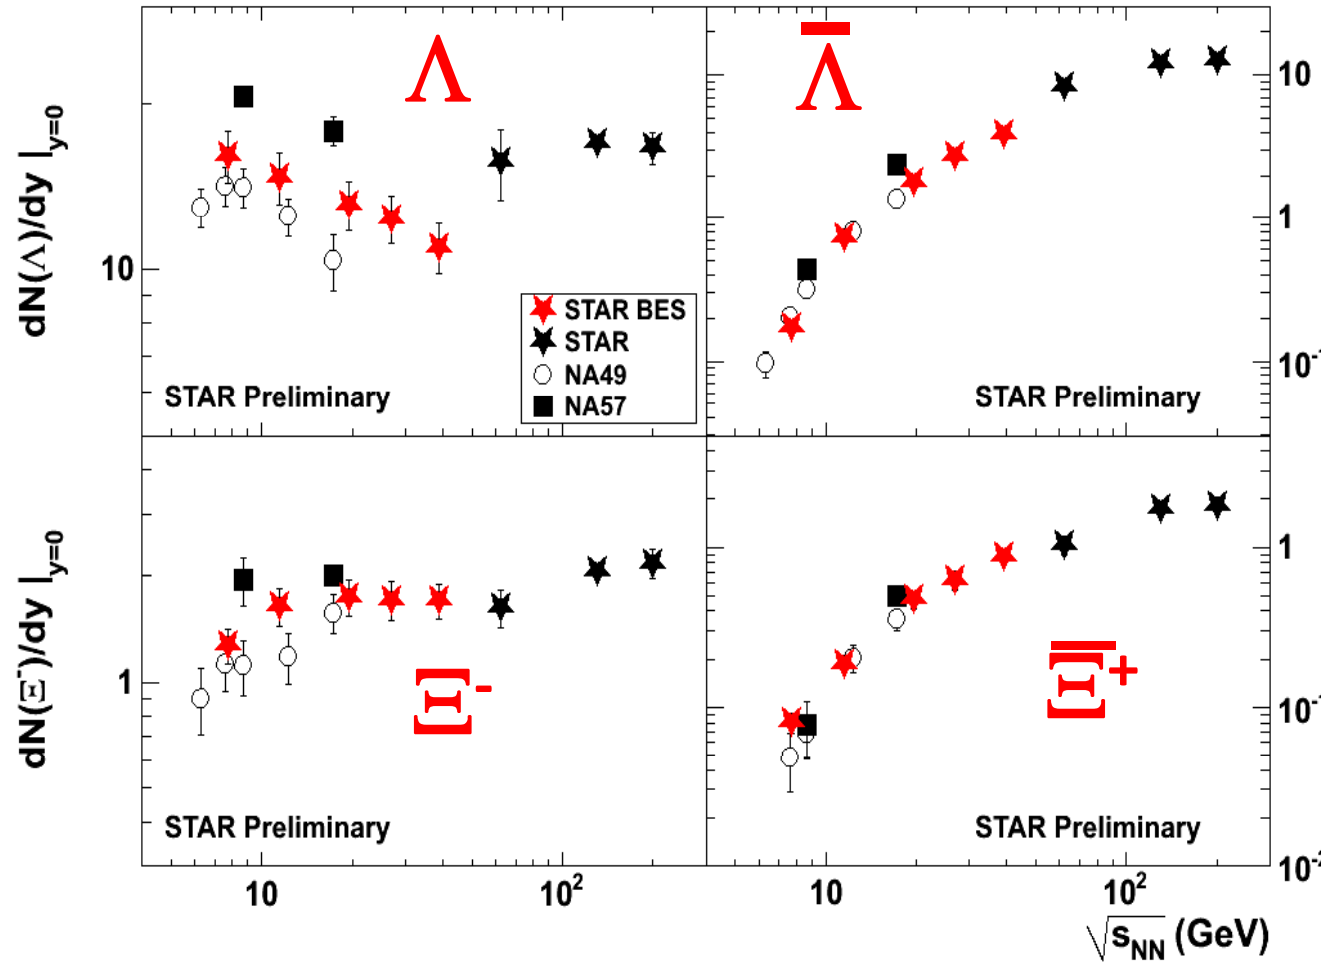 Λ
Λ̅
dN(Λ)/dy |y=0
10
10
1
10⁻¹
STAR BES
STAR
NA49
NA57
STAR Preliminary
STAR Preliminary
dN(Ξ⁻)/dy |y=0
1
1
10⁻¹
10⁻²
Ξ⁻
Ξ̅⁺
STAR Preliminary
STAR Preliminary
10
10²
10
10²
√sNN (GeV)